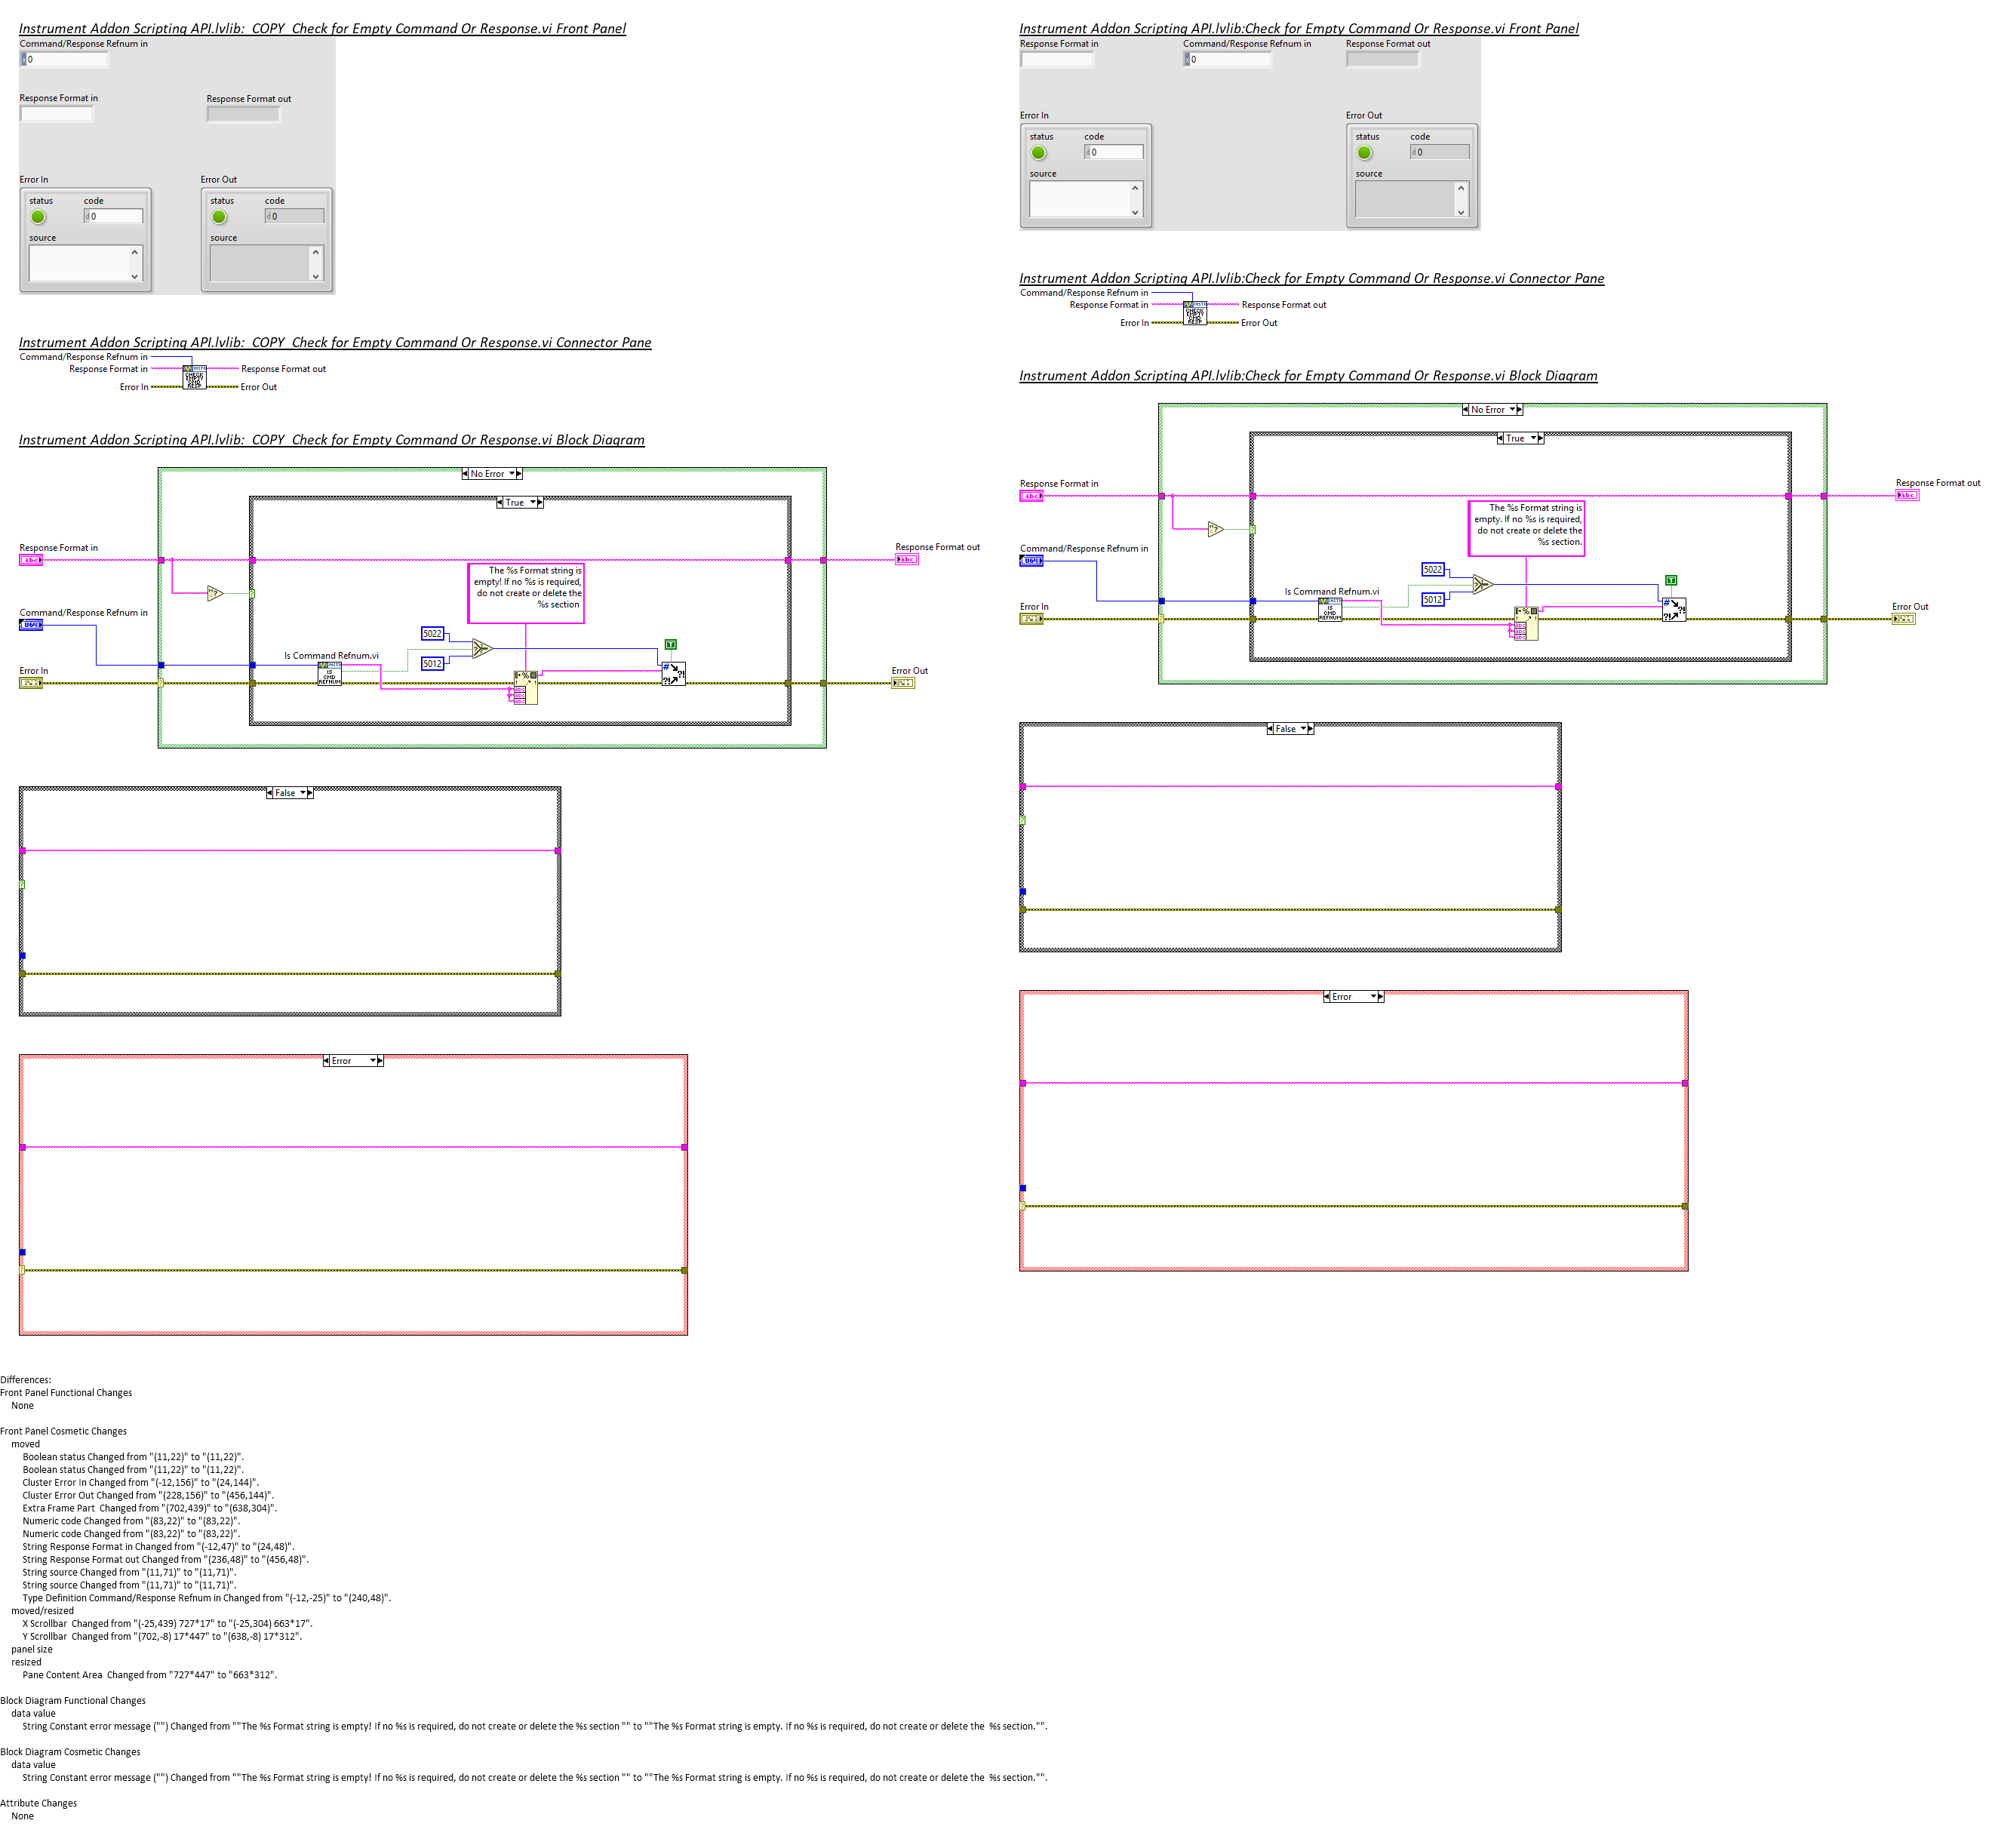 Instrument Addon Scripting API.lvlib:  COPY  Check for Empty Command Or Response.vi Front Panel
Command/Response Refnum in
x 0
Response Format in
Response Format out
Error In
Error Out
status
code
d 0
source
status
code
d 0
source
Instrument Addon Scripting API.lvlib:  COPY  Check for Empty Command Or Response.vi Connector Pane
Command/Response Refnum in
Response Format in
Response Format out
Error In
Error Out
INSTR
CHECK
EMPTY
CMD
RESP
Instrument Addon Scripting API.lvlib:  COPY  Check for Empty Command Or Response.vi Block Diagram
No Error
True
Response Format in
abc
Response Format out
abc
The %s Format string is
empty! If no %s is required,
do not create or delete the
%s section
Command/Response Refnum in
U64
5022
5012
Is Command Refnum.vi
INSTR
IS
CMD
REFNUM
T
Error In
Error Out
False
Error
Instrument Addon Scripting API.lvlib:Check for Empty Command Or Response.vi Front Panel
Response Format in
Command/Response Refnum in
Response Format out
x 0
Error In
Error Out
status
code
d 0
source
status
code
d 0
source
Instrument Addon Scripting API.lvlib:Check for Empty Command Or Response.vi Connector Pane
Command/Response Refnum in
Response Format in
Response Format out
Error In
Error Out
INSTR
CHECK
EMPTY
CMD
RESP
Instrument Addon Scripting API.lvlib:Check for Empty Command Or Response.vi Block Diagram
No Error
True
Response Format in
abc
Response Format out
abc
The %s Format string is
empty. If no %s is required,
do not create or delete the
%s section.
Command/Response Refnum in
U64
5022
5012
Is Command Refnum.vi
INSTR
IS
CMD
REFNUM
T
Error In
Error Out
False
Error
Differences:
Front Panel Functional Changes
None
Front Panel Cosmetic Changes
moved
Boolean status Changed from "(11,22)" to "(11,22)".
Boolean status Changed from "(11,22)" to "(11,22)".
Cluster Error In Changed from "(-12,156)" to "(24,144)".
Cluster Error Out Changed from "(228,156)" to "(456,144)".
Extra Frame Part  Changed from "(702,439)" to "(638,304)".
Numeric code Changed from "(83,22)" to "(83,22)".
Numeric code Changed from "(83,22)" to "(83,22)".
String Response Format in Changed from "(-12,47)" to "(24,48)".
String Response Format out Changed from "(236,48)" to "(456,48)".
String source Changed from "(11,71)" to "(11,71)".
String source Changed from "(11,71)" to "(11,71)".
Type Definition Command/Response Refnum in Changed from "(-12,-25)" to "(240,48)".
moved/resized
X Scrollbar  Changed from "(-25,439) 727*17" to "(-25,304) 663*17".
Y Scrollbar  Changed from "(702,-8) 17*447" to "(638,-8) 17*312".
panel size
resized
Pane Content Area  Changed from "727*447" to "663*312".
Block Diagram Functional Changes
data value
String Constant error message ("") Changed from ""The %s Format string is empty! If no %s is required, do not create or delete the %s section "" to ""The %s Format string is empty. If no %s is required, do not create or delete the  %s section."".
Block Diagram Cosmetic Changes
data value
String Constant error message ("") Changed from ""The %s Format string is empty! If no %s is required, do not create or delete the %s section "" to ""The %s Format string is empty. If no %s is required, do not create or delete the  %s section."".
Attribute Changes
None